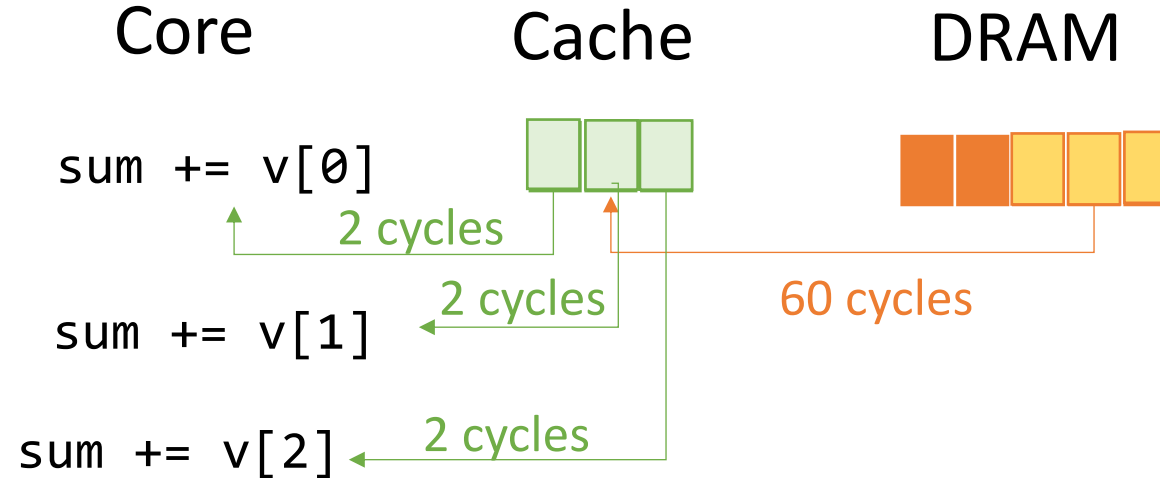 Core Cache DRAM
sum += v[0]
2 cycles
2 cycles
60 cycles
sum += v[1]
2 cycles
sum += v[2]